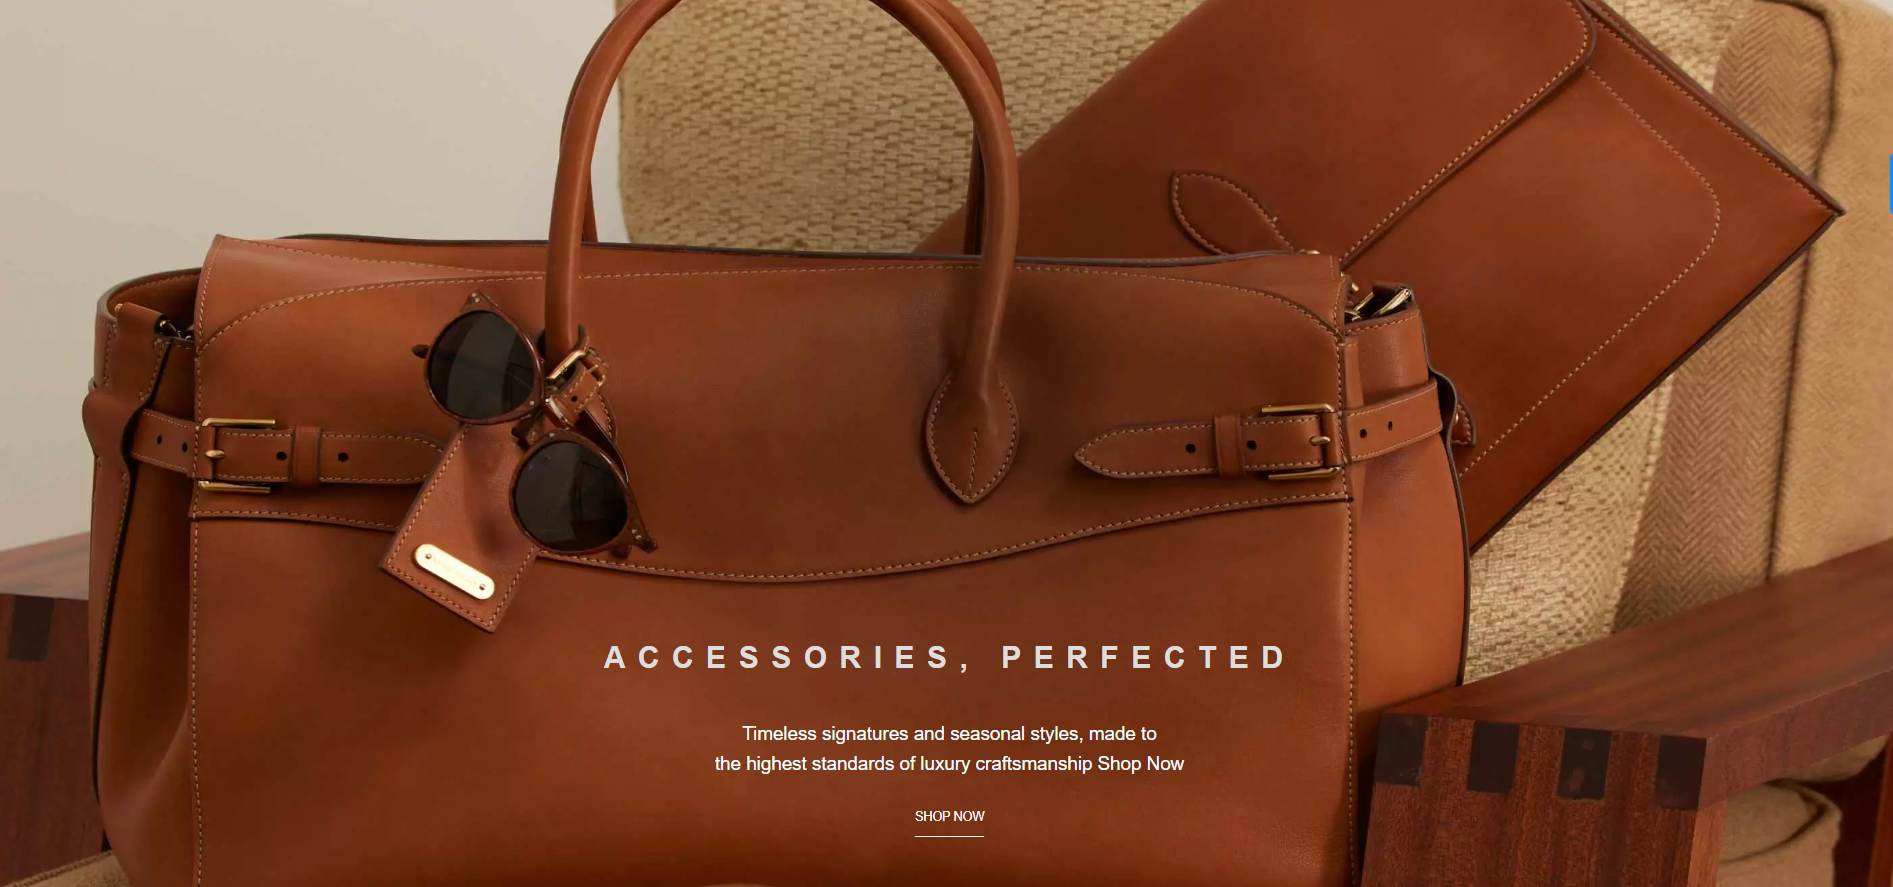 ACCESSORIES, PERFECTED
Timeless signatures and seasonal styles, made to
the highest standards of luxury craftsmanship Shop Now
SHOP NOW